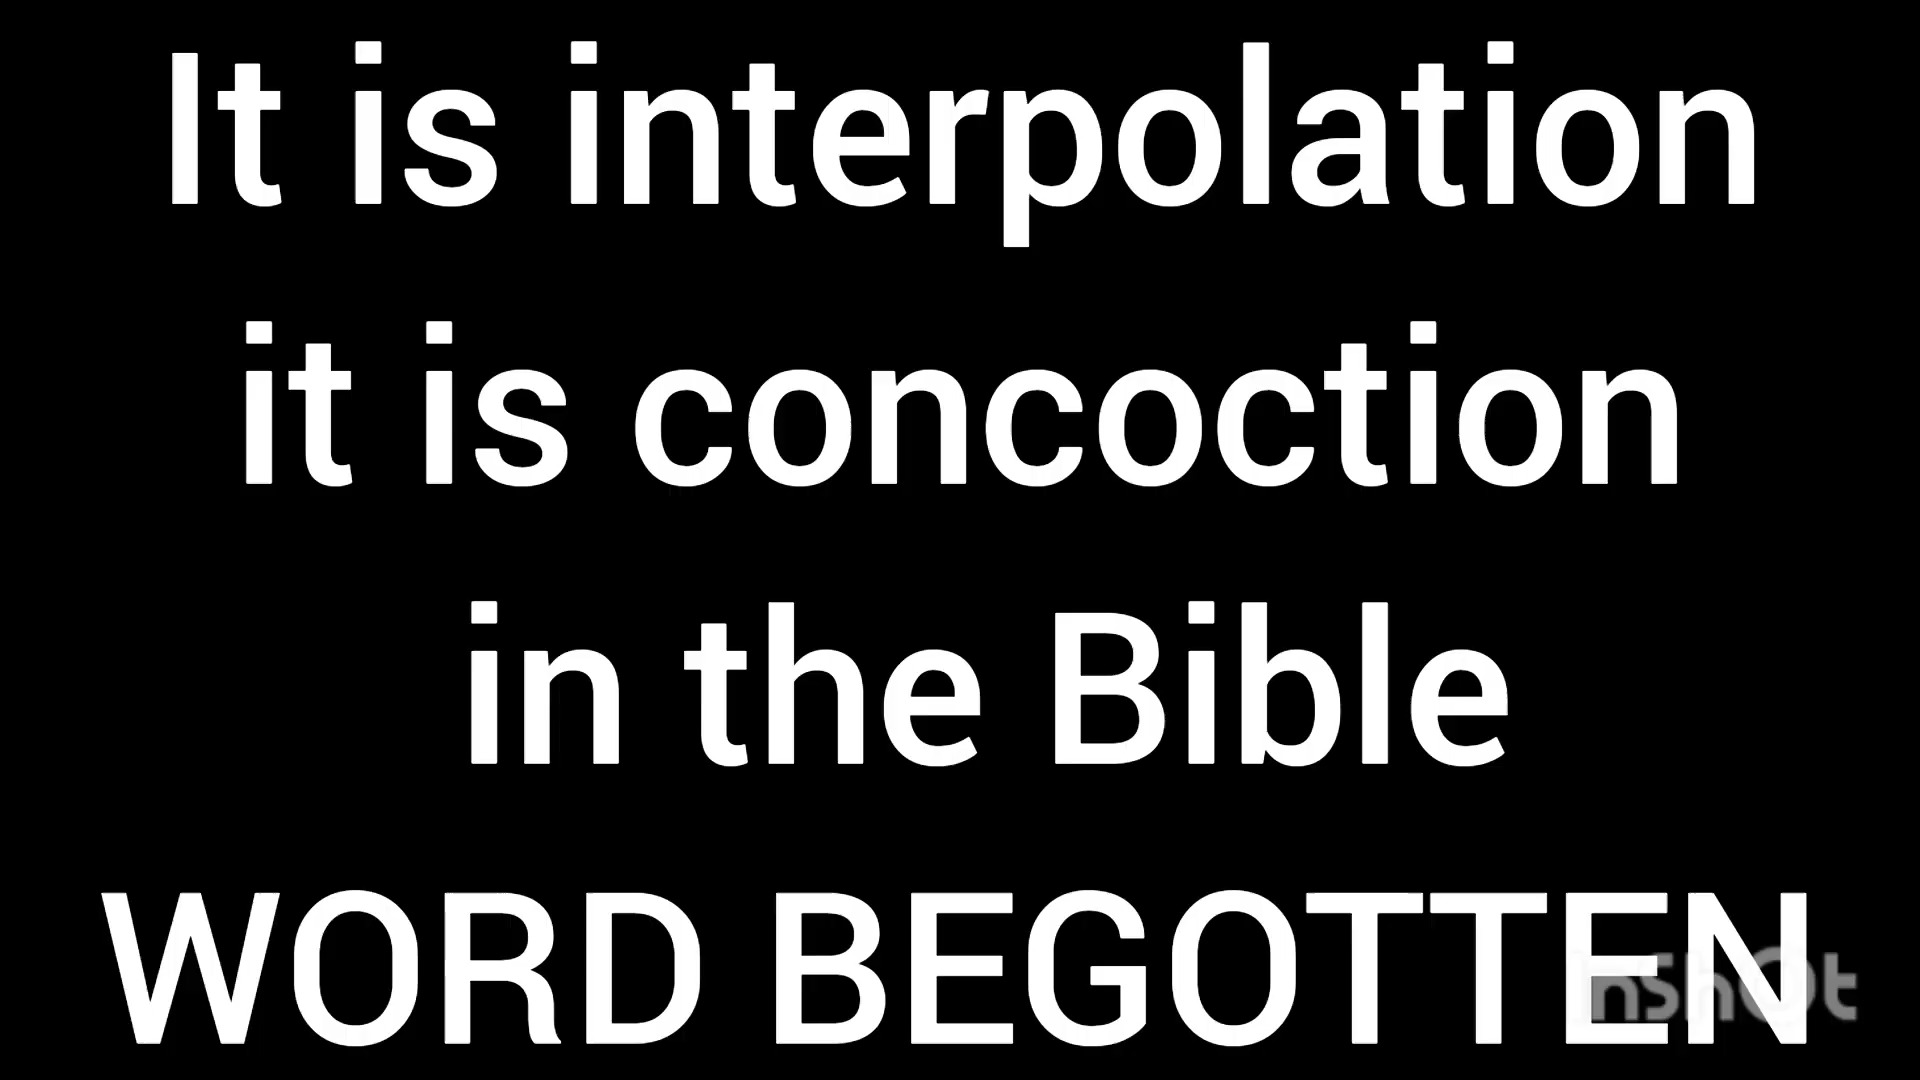 It is interpolation
it is concoction
in the Bible
WORD BEGOTTEN
InShOt